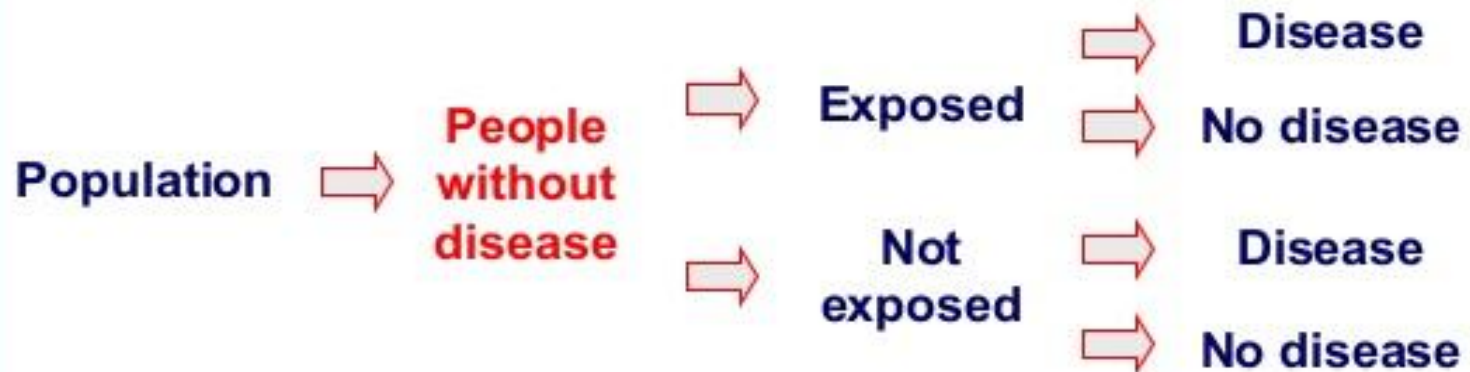 Population
People
without
disease
Exposed
Disease
No disease
Not
exposed
Disease
No disease